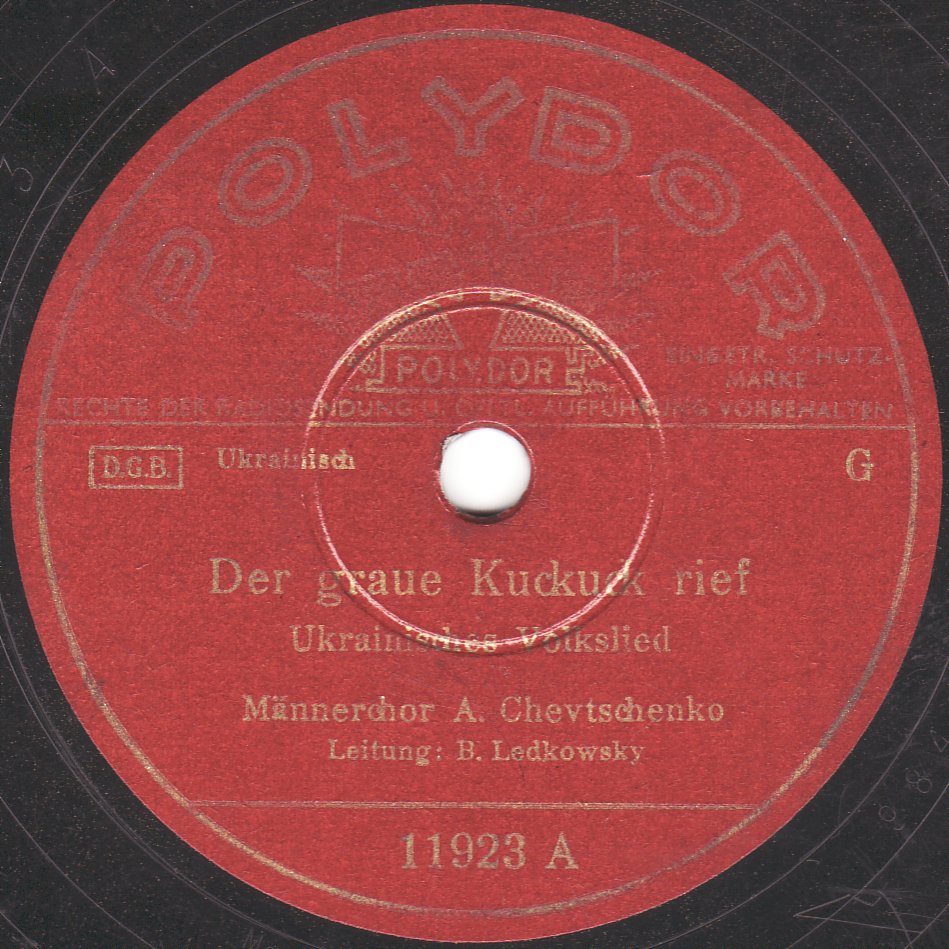 POLYDOR
POLYDOR
EINGETR. SCHUTZ-
MARKE
RECHTE DER RADIOSENDUNG U. ÖFFTL. AUFFÜHRUNG VORBEHALTEN
D.G.B. Ukrainisch G
Der graue Kuckuck rief
Ukrainisches Volkslied
Männerchor A. Chevtschenko
Leitung: B. Ledkowsky
11923 A